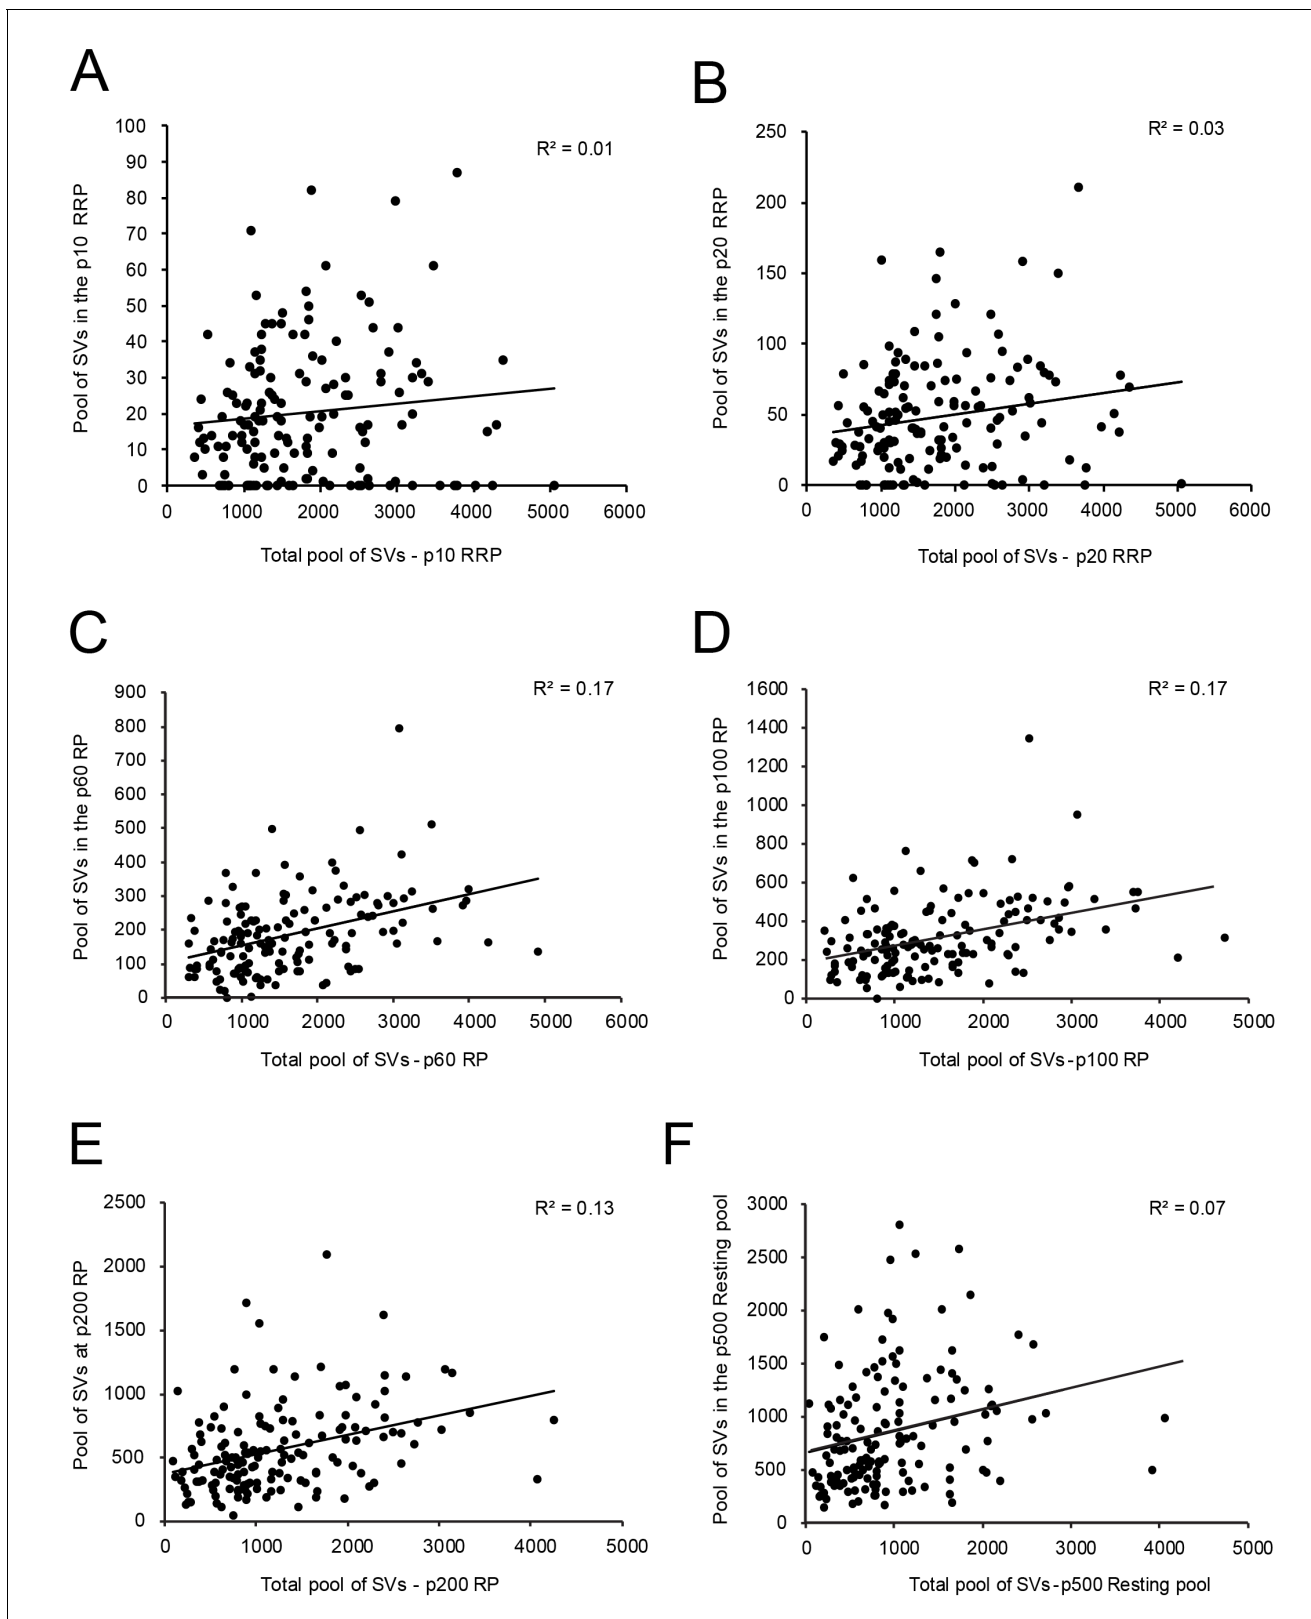 A
R² = 0.01
Pool of SVs in the p10 RRP
100
90
80
70
60
50
40
30
20
10
0
0 1000 2000 3000 4000 5000 6000
Total pool of SVs - p10 RRP
B
R² = 0.03
Pool of SVs in the p20 RRP
250
200
150
100
50
0
0 1000 2000 3000 4000 5000 6000
Total pool of SVs - p20 RRP
C
R² = 0.17
Pool of SVs in the p60 RP
900
800
700
600
500
400
300
200
100
0
0 1000 2000 3000 4000 5000 6000
Total pool of SVs - p60 RP
D
R² = 0.17
Pool of SVs in the p100 RP
1600
1400
1200
1000
800
600
400
200
0
0 1000 2000 3000 4000 5000
Total pool of SVs-p100 RP
E
R² = 0.13
Pool of SVs at p200 RP
2500
2000
1500
1000
500
0
0 1000 2000 3000 4000 5000
Total pool of SVs - p200 RP
F
R² = 0.07
Pool of SVs in the p500 Resting pool
3000
2500
2000
1500
1000
500
0
0 1000 2000 3000 4000 5000
Total pool of SVs-p500 Resting pool